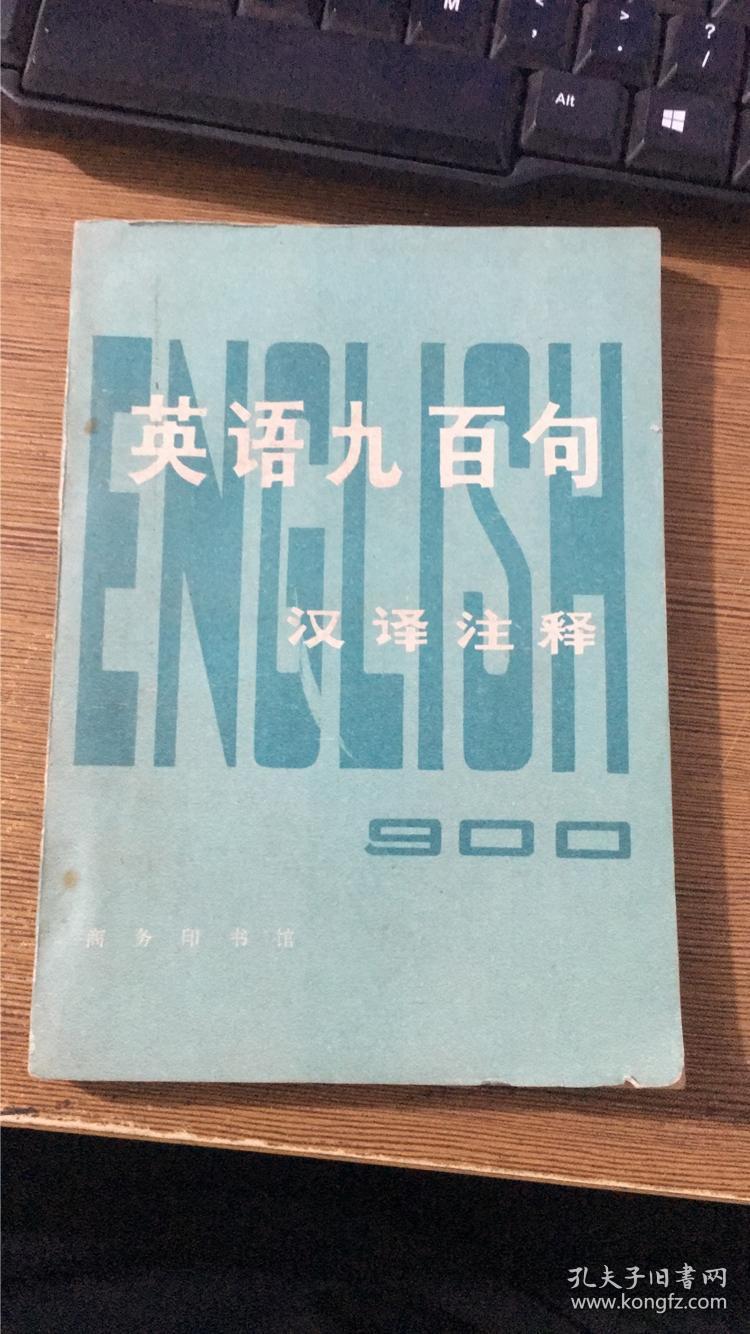 M < >
, . ? /
Alt
ENGLISH
英语九百句
汉译注释
900
商务印书馆
孔夫子旧書网
www.kongfz.com